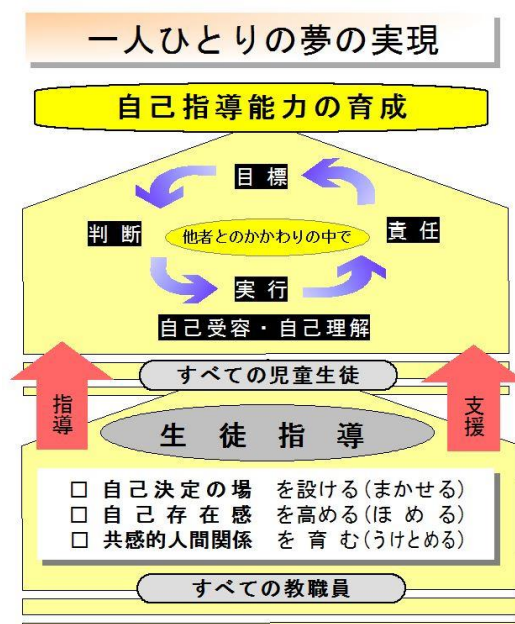 一人ひとりの夢の実現
自己指導能力の育成
目標
判断
他者とのかかわりの中で
責任
実行
自己受容・自己理解
すべての児童生徒
指導
支援
生徒指導
□ 自己決定の場 を設ける(まかせる)
□ 自己存在感 を高める(ほめる)
□ 共感的人間関係 を育む(うけとめる)
すべての教職員